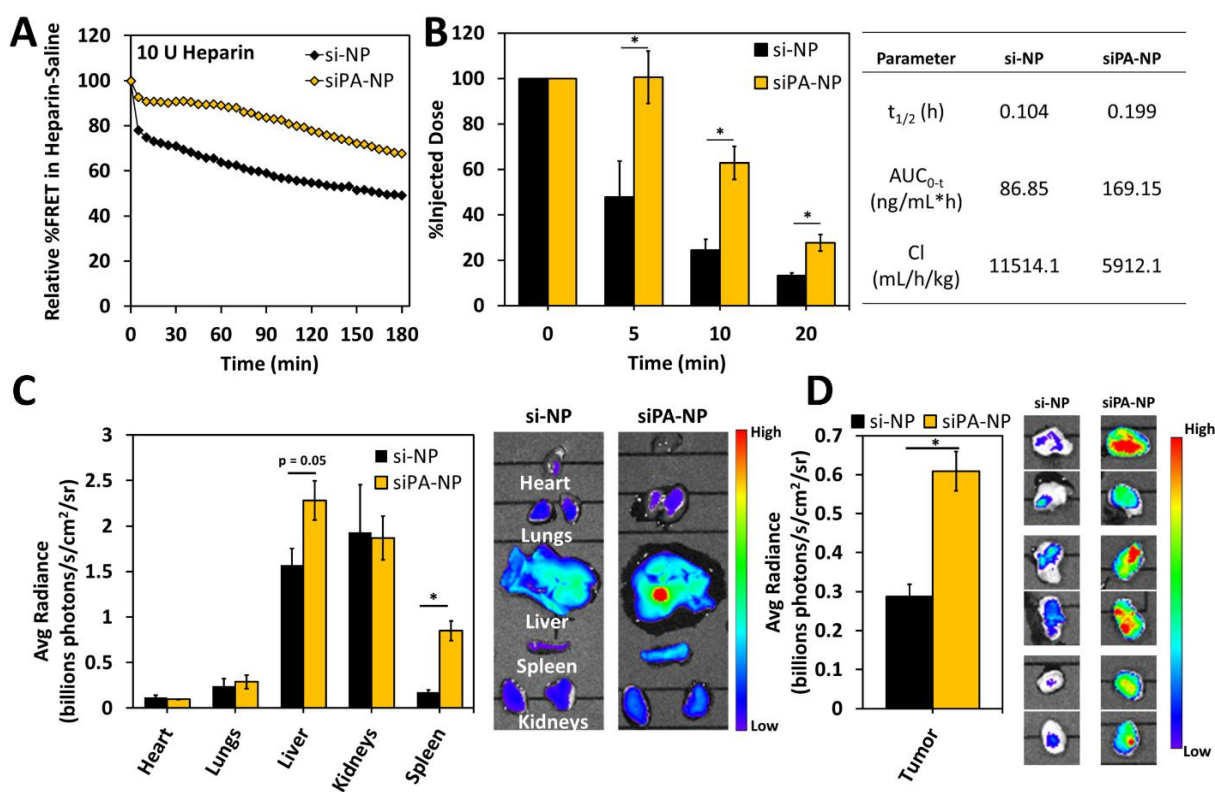 A
10 U Heparin
si-NP
siPA-NP
Relative %FRET in Heparin-Saline
120
100
80
60
40
20
0
0 30 60 90 120 150 180
Time (min)
B
si-NP
siPA-NP
%Injected Dose
120
100
80
60
40
20
0
*
*
*
0 5 10 20
Time (min)
Parameter si-NP siPA-NP
t1/2 (h) 0.104 0.199
AUC0-t
(ng/mL*h)
86.85 169.15
Cl
(mL/h/kg)
11514.1 5912.1
C
si-NP
siPA-NP
Avg Radiance
(billions photons/s/cm²/sr)
3
2.5
2
1.5
1
0.5
0
p = 0.05
*
Heart
Lungs
Liver
Kidneys
Spleen
si-NP siPA-NP
Heart
Lungs
Liver
Spleen
Kidneys
High
Low
D
si-NP siPA-NP
Avg Radiance
(billions photons/s/cm²/sr)
0.7
0.6
0.5
0.4
0.3
0.2
0.1
0
*
Tumor
si-NP siPA-NP
High
Low